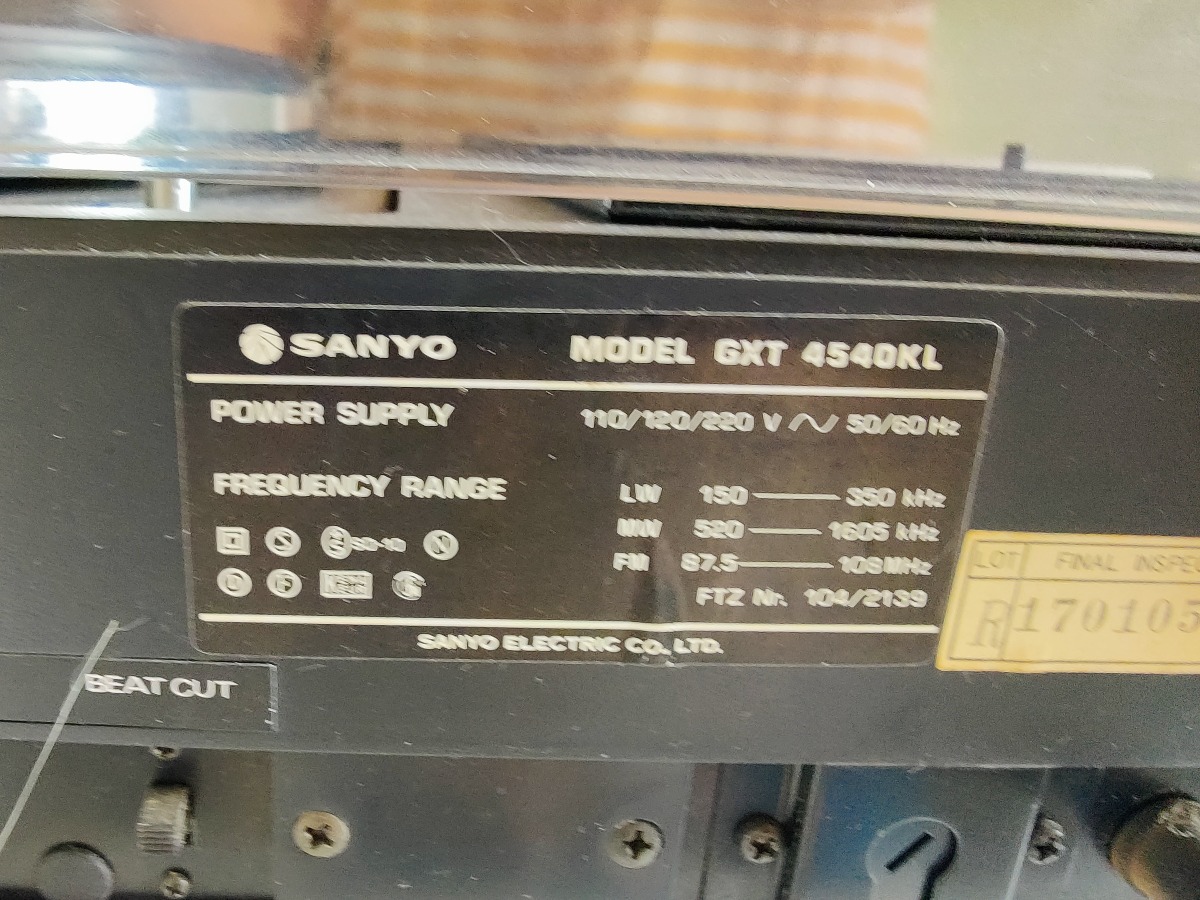 SANYO MODEL GXT 4540KL
POWER SUPPLY 110/120/220 V 50/60 Hz
FREQUENCY RANGE
LW 150 — 350 kHz
MW 520 — 1605 kHz
FM 87.5 — 108 MHz
FTZ Nr. 104/2139
SANYO ELECTRIC CO., LTD.
LOT FINAL
R 170105
BEAT CUT